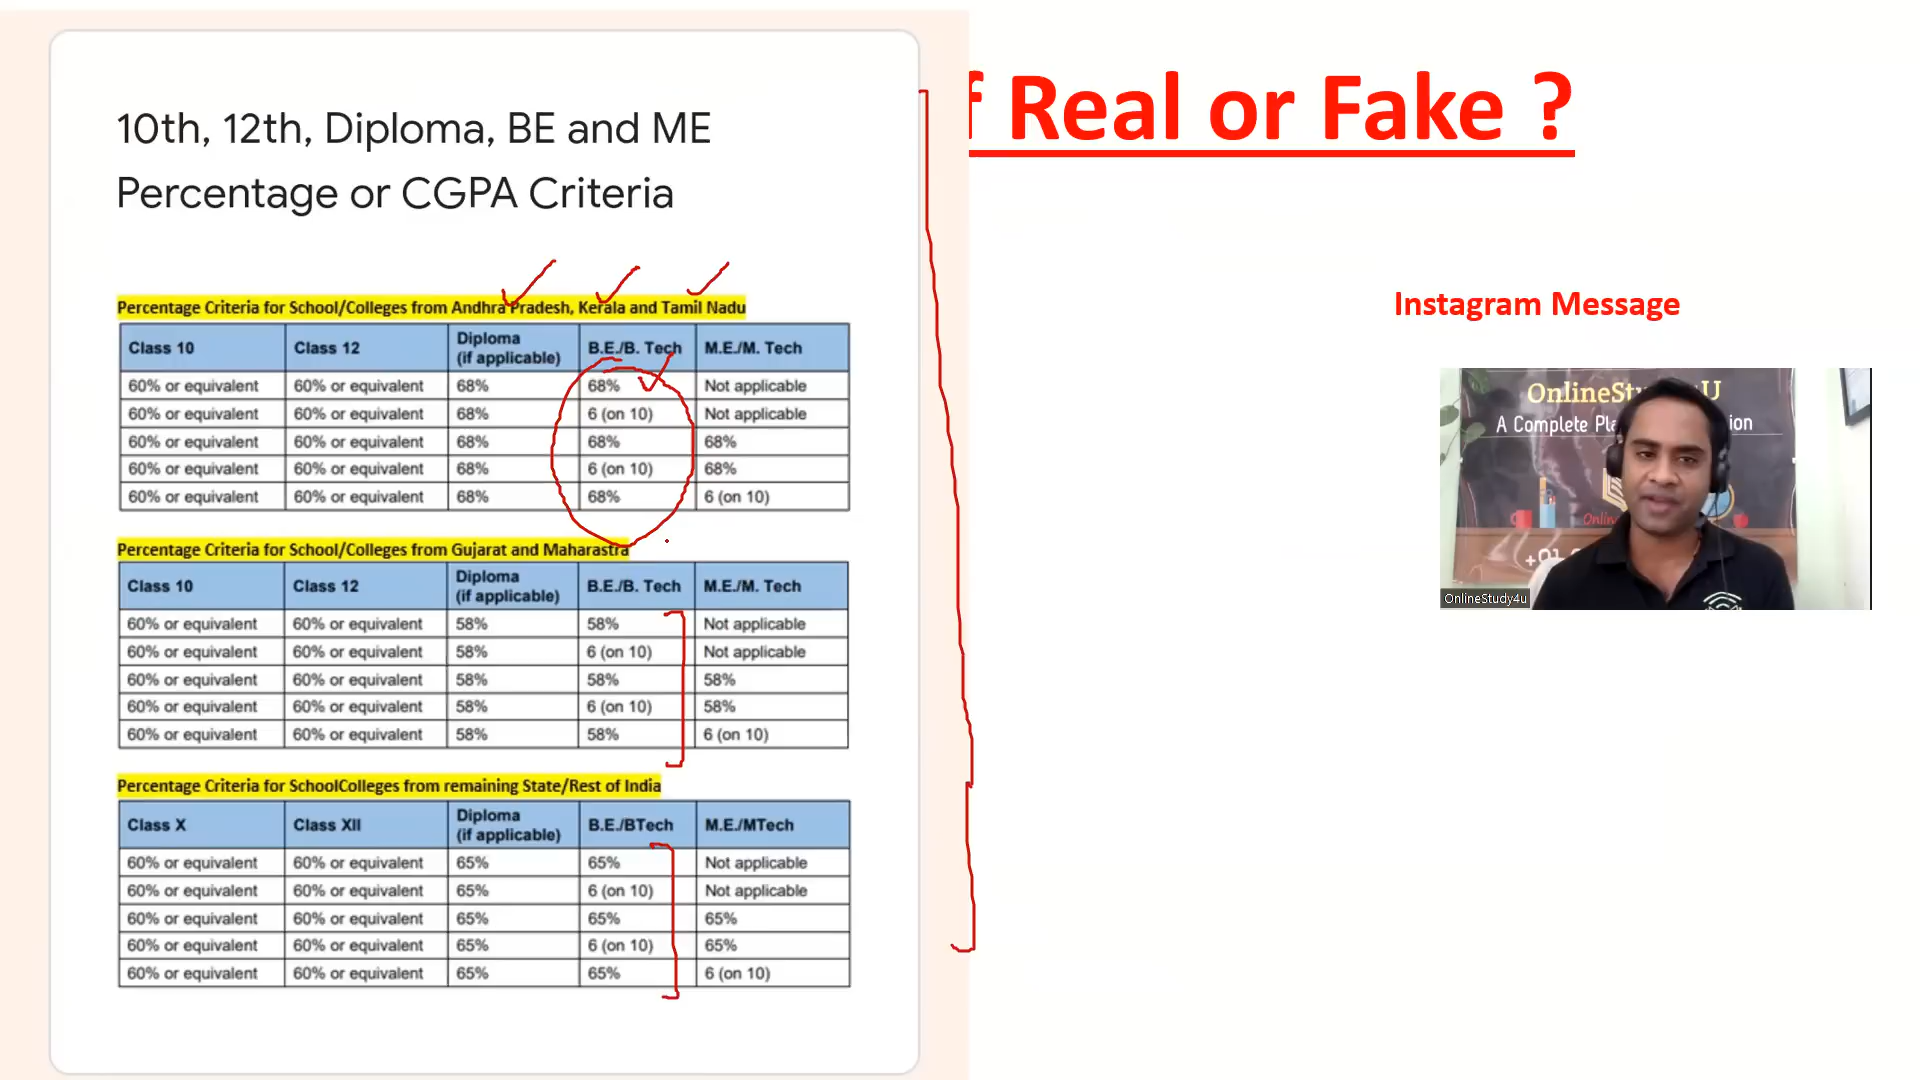 10th, 12th, Diploma, BE and ME
Percentage or CGPA Criteria
Real or Fake ?
Instagram Message
Percentage Criteria for School/Colleges from Andhra Pradesh, Kerala and Tamil Nadu
Class 10 Class 12 Diploma (if applicable) B.E./B. Tech M.E./M. Tech
60% or equivalent 60% or equivalent 68% 68% Not applicable
60% or equivalent 60% or equivalent 68% 6 (on 10) Not applicable
60% or equivalent 60% or equivalent 68% 68% 68%
60% or equivalent 60% or equivalent 68% 6 (on 10) 68%
60% or equivalent 60% or equivalent 68% 68% 6 (on 10)
Percentage Criteria for School/Colleges from Gujarat and Maharastra
Class 10 Class 12 Diploma (if applicable) B.E./B. Tech M.E./M. Tech
60% or equivalent 60% or equivalent 58% 58% Not applicable
60% or equivalent 60% or equivalent 58% 6 (on 10) Not applicable
60% or equivalent 60% or equivalent 58% 58% 58%
60% or equivalent 60% or equivalent 58% 6 (on 10) 58%
60% or equivalent 60% or equivalent 58% 58% 6 (on 10)
Percentage Criteria for SchoolColleges from remaining State/Rest of India
Class X Class XII Diploma (if applicable) B.E./BTech M.E./MTech
60% or equivalent 60% or equivalent 65% 65% Not applicable
60% or equivalent 60% or equivalent 65% 6 (on 10) Not applicable
60% or equivalent 60% or equivalent 65% 65% 65%
60% or equivalent 60% or equivalent 65% 6 (on 10) 65%
60% or equivalent 60% or equivalent 65% 65% 6 (on 10)
A Complete
OnlineStudy4u